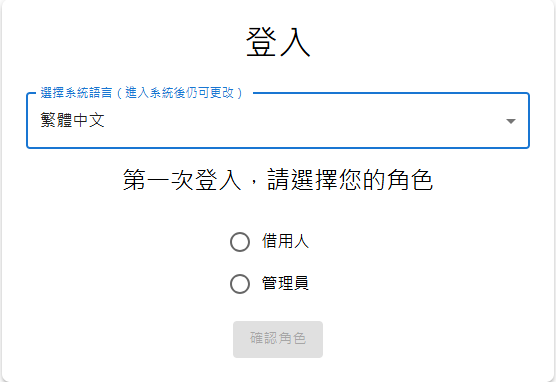 登入
選擇系統語言（進入系統後仍可更改）
繁體中文
第一次登入，請選擇您的角色
借用人
管理員
確認角色